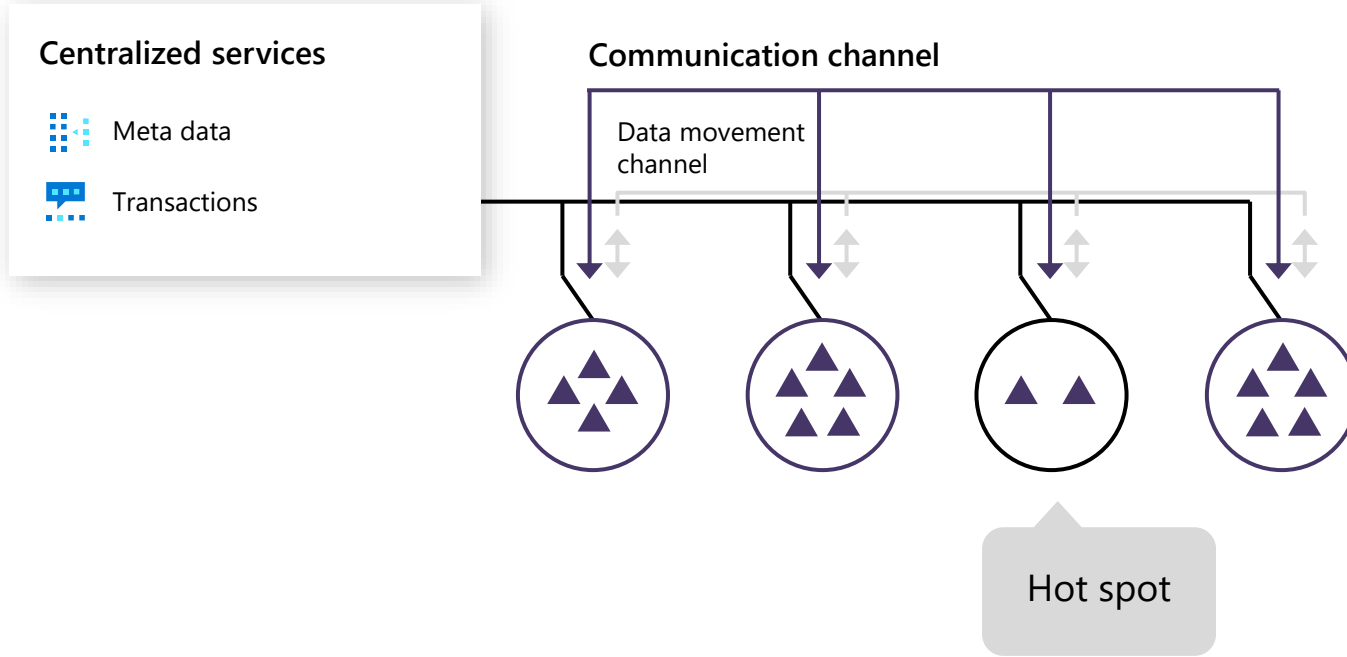 Centralized services
Meta data
Transactions
Communication channel
Data movement
channel
Hot spot